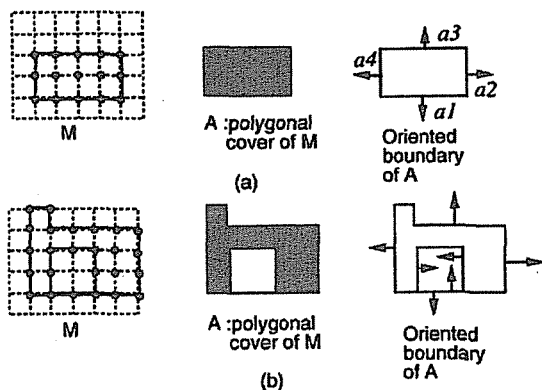 a3
a4
a2
a1
M
A :polygonal
cover of M
Oriented
boundary
of A
(a)
M
A :polygonal
cover of M
Oriented
boundary
of A
(b)